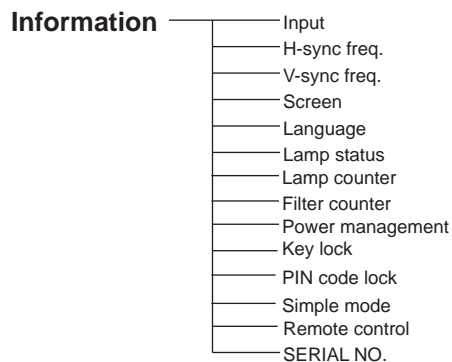 Information
Input
H-sync freq.
V-sync freq.
Screen
Language
Lamp status
Lamp counter
Filter counter
Power management
Key lock
PIN code lock
Simple mode
Remote control
SERIAL NO.